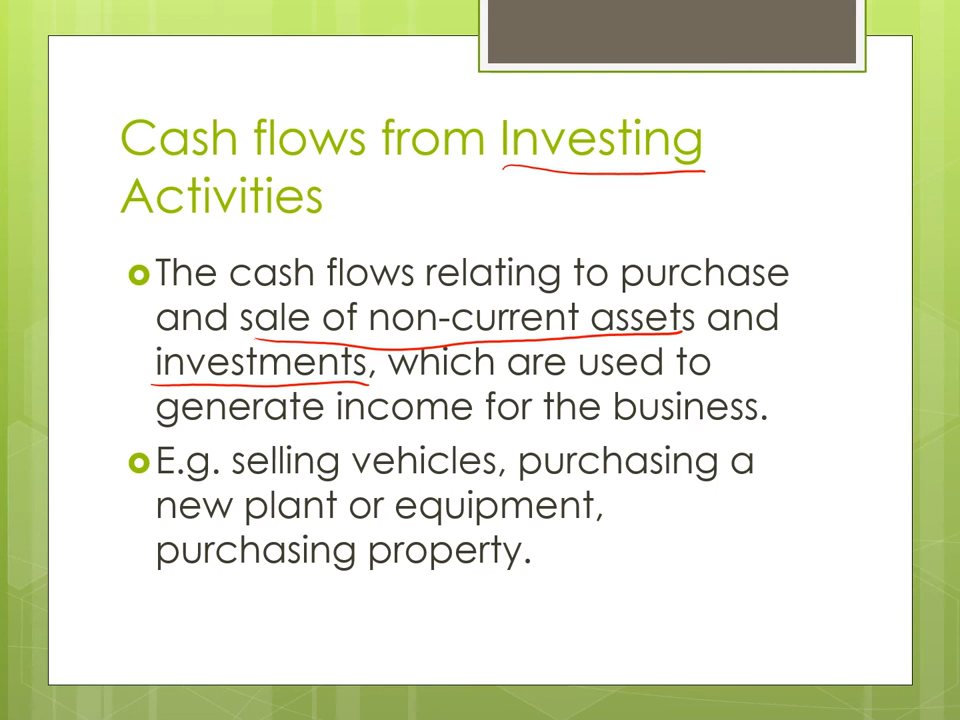 Cash flows from Investing
Activities
The cash flows relating to purchase
and sale of non-current assets and
investments, which are used to
generate income for the business.
E.g. selling vehicles, purchasing a
new plant or equipment,
purchasing property.